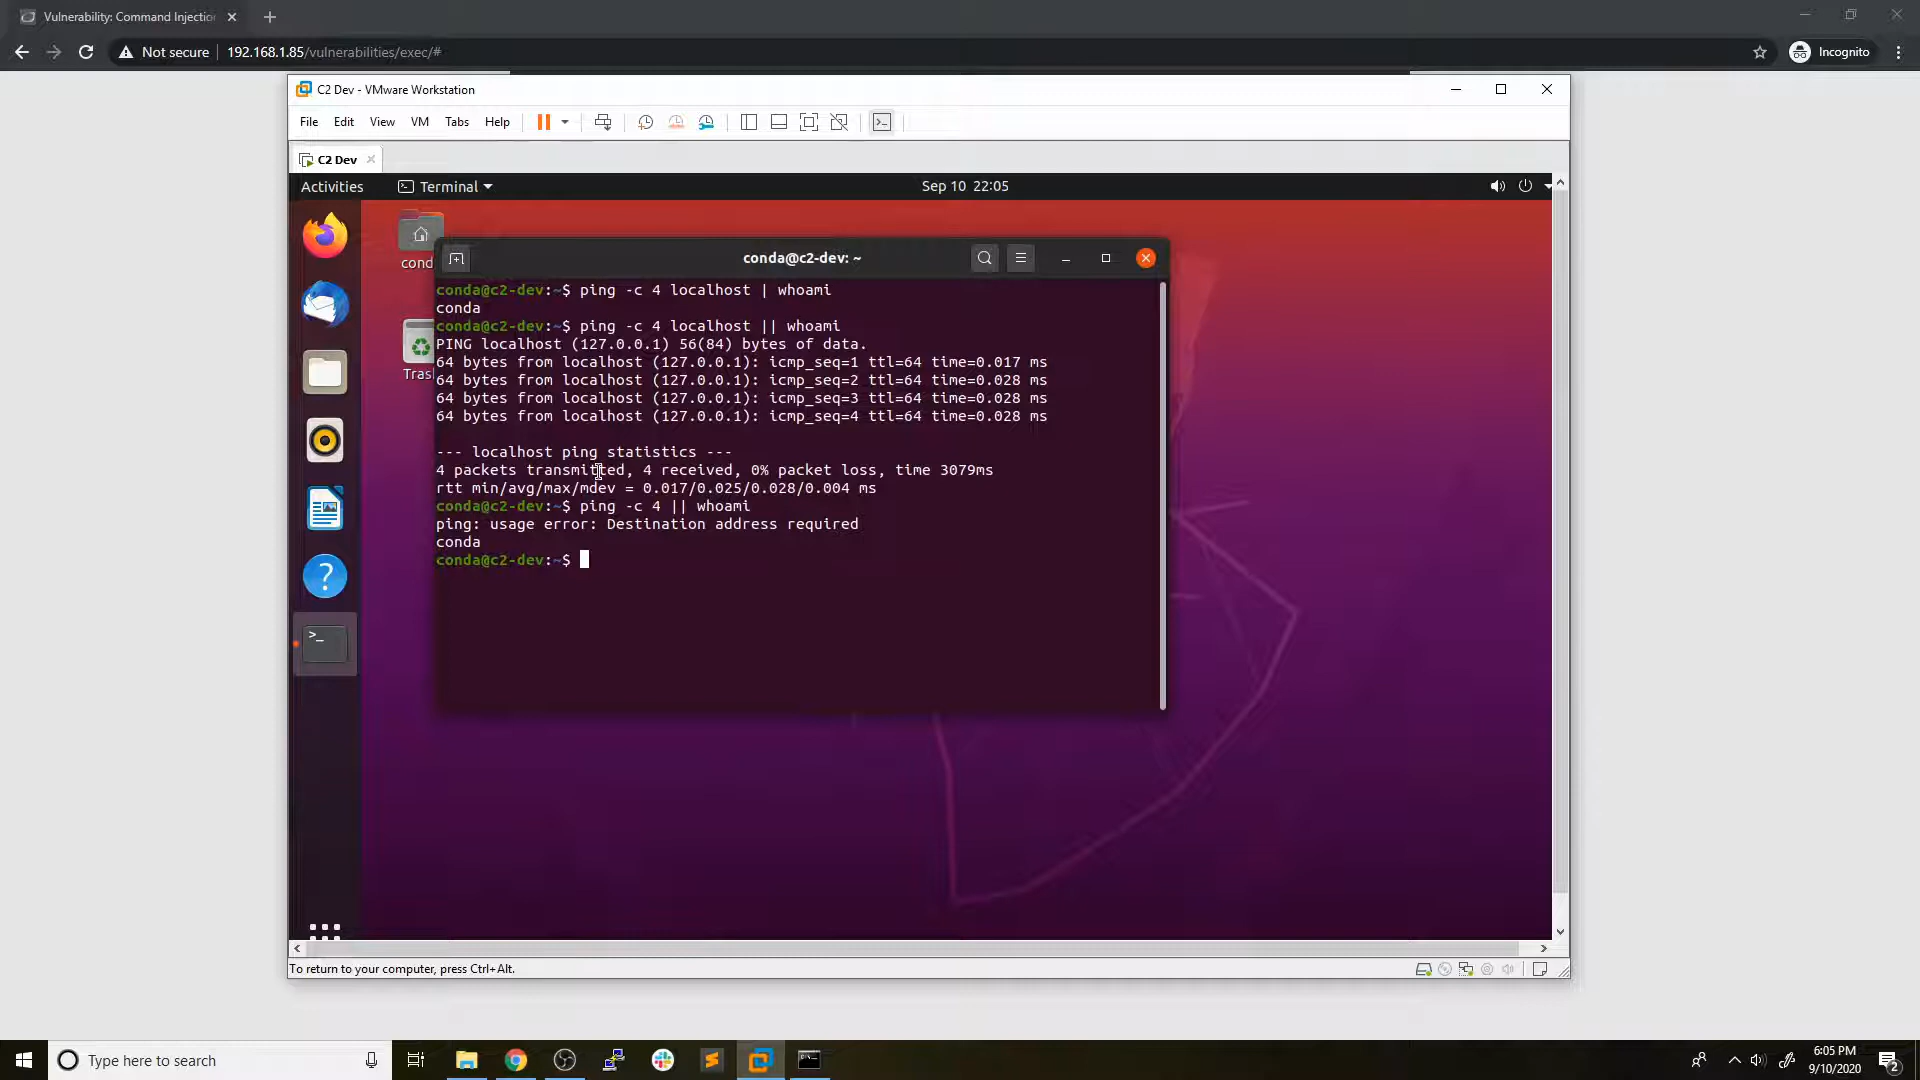 Vulnerability: Command Injectio
Not secure
192.168.1.85/vulnerabilities/exec/#
Incognito
C2 Dev - VMware Workstation
File Edit View VM Tabs Help
C2 Dev
Activities
Terminal
Sep 10 22:05
cond
Tras
conda@c2-dev: ~
conda@c2-dev:~$ ping -c 4 localhost | whoami
conda
conda@c2-dev:~$ ping -c 4 localhost || whoami
PING localhost (127.0.0.1) 56(84) bytes of data.
64 bytes from localhost (127.0.0.1): icmp_seq=1 ttl=64 time=0.017 ms
64 bytes from localhost (127.0.0.1): icmp_seq=2 ttl=64 time=0.028 ms
64 bytes from localhost (127.0.0.1): icmp_seq=3 ttl=64 time=0.028 ms
64 bytes from localhost (127.0.0.1): icmp_seq=4 ttl=64 time=0.028 ms
--- localhost ping statistics ---
4 packets transmitted, 4 received, 0% packet loss, time 3079ms
rtt min/avg/max/mdev = 0.017/0.025/0.028/0.004 ms
conda@c2-dev:~$ ping -c 4 || whoami
ping: usage error: Destination address required
conda
conda@c2-dev:~$
To return to your computer, press Ctrl+Alt.
Type here to search
6:05 PM
9/10/2020
2